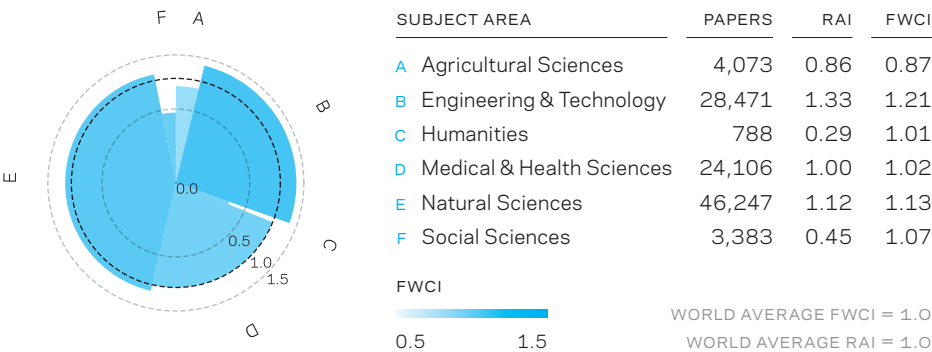 F A
B
E
C
D
0.0
0.5
1.0
1.5
SUBJECT AREA PAPERS RAI FWCI
A Agricultural Sciences 4,073 0.86 0.87
B Engineering & Technology 28,471 1.33 1.21
C Humanities 788 0.29 1.01
D Medical & Health Sciences 24,106 1.00 1.02
E Natural Sciences 46,247 1.12 1.13
F Social Sciences 3,383 0.45 1.07
FWCI
0.5 1.5
WORLD AVERAGE FWCI = 1.0
WORLD AVERAGE RAI = 1.0